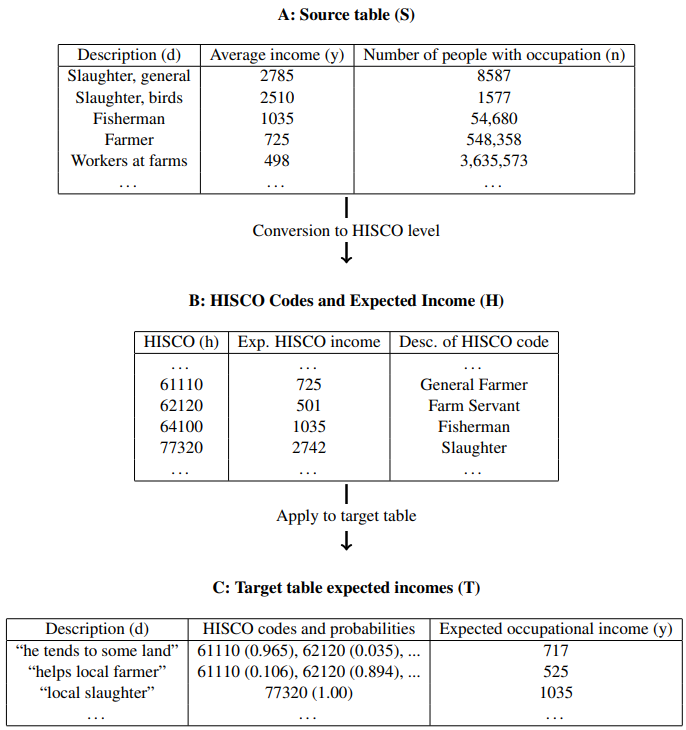 A: Source table (S)
Description (d) Average income (y) Number of people with occupation (n)
Slaughter, general 2785 8587
Slaughter, birds 2510 1577
Fisherman 1035 54,680
Farmer 725 548,358
Workers at farms 498 3,635,573
... ... ...
Conversion to HISCO level
B: HISCO Codes and Expected Income (H)
HISCO (h) Exp. HISCO income Desc. of HISCO code
... ... ...
61110 725 General Farmer
62120 501 Farm Servant
64100 1035 Fisherman
77320 2742 Slaughter
... ... ...
Apply to target table
C: Target table expected incomes (T)
Description (d) HISCO codes and probabilities Expected occupational income (y)
“he tends to some land” 61110 (0.965), 62120 (0.035), ... 717
“helps local farmer” 61110 (0.106), 62120 (0.894), ... 525
“local slaughter” 77320 (1.00) 1035
... ... ...